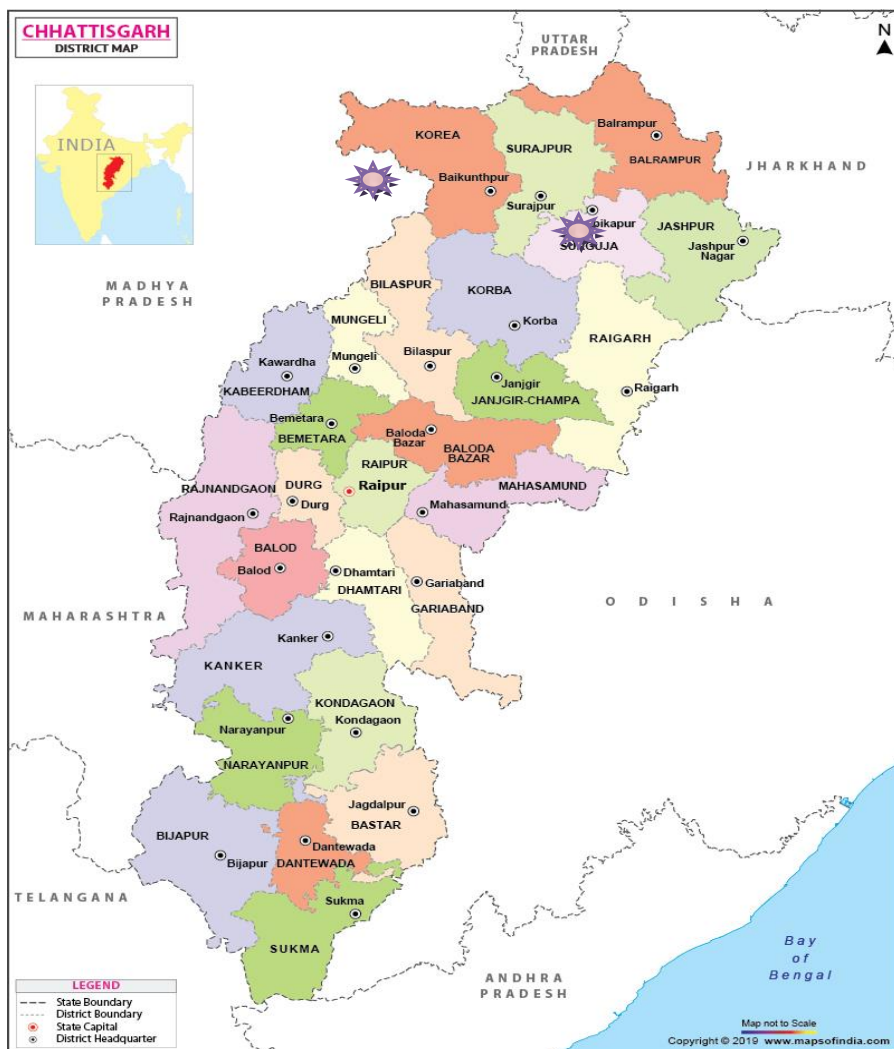 CHHATTISGARH
DISTRICT MAP
N
UTTAR
PRADESH
INDIA
KOREA
Baikunthpur
SURAJPUR
Surajpur
Balrampur
BALRAMPUR
JHARKHAND
bikapur
SURGUJA
JASHPUR
Jashpur
Nagar
MADHYA
PRADESH
BILASPUR
KORBA
Korba
MUNGELI
Mungeli
Bilaspur
RAIGARH
Raigarh
Kawardha
KABEERDHAM
Janjgir
JANJGIR-CHAMPA
Bemetara
BEMETARA
Baloda
Bazar
BALODA
BAZAR
RAIPUR
Raipur
RAJNANDGAON
Rajnandgaon
DURG
Durg
MAHASAMUND
Mahasamund
BALOD
Balod
Dhamtari
DHAMTARI
Gariaband
GARIABAND
ODISHA
MAHARASHTRA
Kanker
KANKER
KONDAGAON
Kondagaon
Narayanpur
NARAYANPUR
Jagdalpur
BASTAR
BIJAPUR
Bijapur
Dantewada
DANTEWADA
TELANGANA
Sukma
SUKMA
ANDHRA
PRADESH
Bay
of
Bengal
LEGEND
State Boundary
District Boundary
State Capital
District Headquarter
Map not to Scale
Copyright © 2019 www.mapsofindia.com